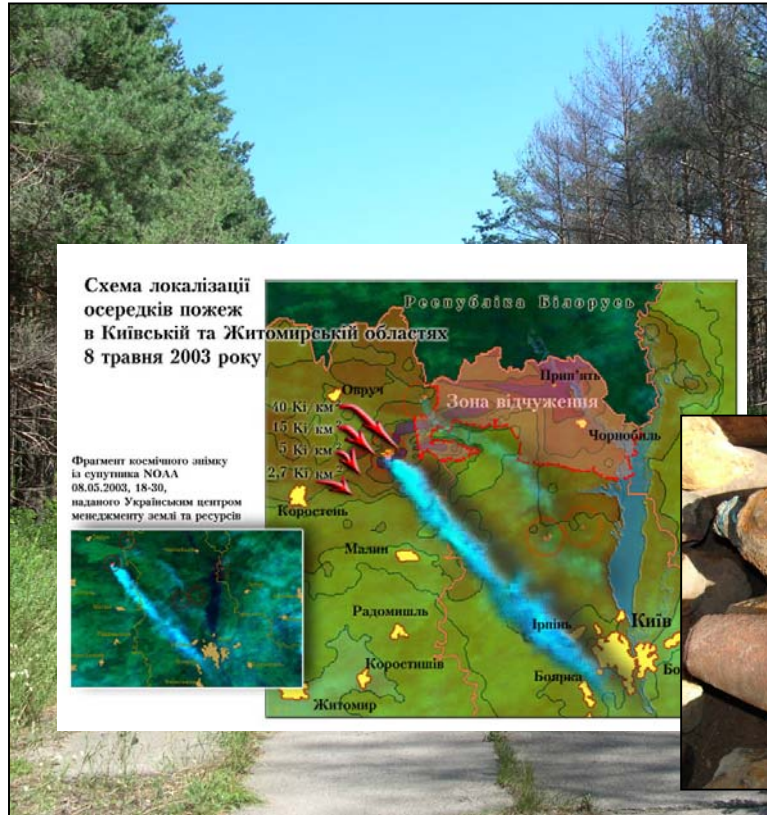 Схема локалізації
осередків пожеж
в Київській та Житомирській областях
8 травня 2003 року
Республіка Білорусь
Овруч
Прип'ять
Зона відчуження
40 Кі/км²
15 Кі/км²
Чорнобиль
5 Кі/км²
2,7 Кі/км²
Фрагмент космічного знімку
із супутника NOAA
08.05.2003, 18-30,
наданого Українським центром
менеджменту землі та ресурсів
Коростень
Малин
Радомишль
Ірпінь
Київ
Коростишів
Боярка
Бо
Житомир